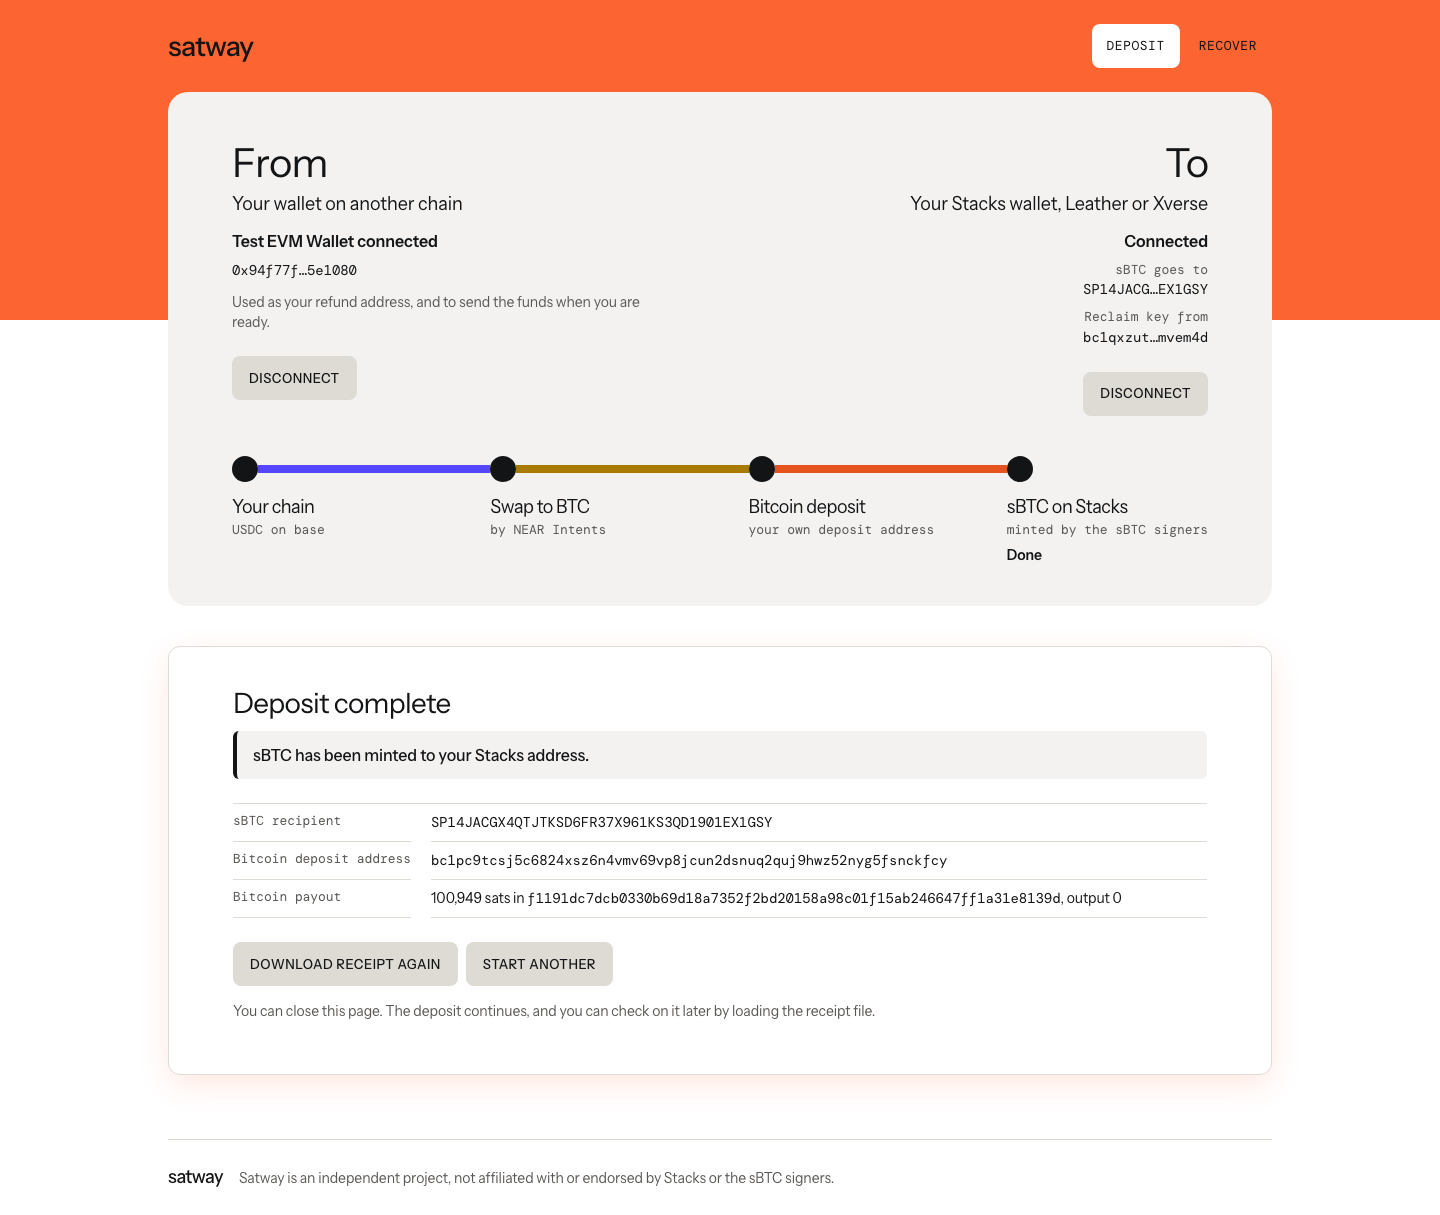 satway
DEPOSIT
RECOVER
From
Your wallet on another chain
Test EVM Wallet connected
0x94f77f…5e1080
Used as your refund address, and to send the funds when you are
ready.
DISCONNECT
To
Your Stacks wallet, Leather or Xverse
Connected
sBTC goes to
SP14JACG…EX1GSY
Reclaim key from
bc1qxzut…mvem4d
DISCONNECT
Your chain
USDC on base
Swap to BTC
by NEAR Intents
Bitcoin deposit
your own deposit address
sBTC on Stacks
minted by the sBTC signers
Done
Deposit complete
sBTC has been minted to your Stacks address.
sBTC recipient SP14JACGX4QTJTKSD6FR37X961KS3QD1901EX1GSY
Bitcoin deposit address bc1pc9tcsj5c6824xsz6n4vmv69vp8jcun2dsnuq2quj9hwz52nyg5fsnckfcy
Bitcoin payout 100,949 sats in f1191dc7dcb0330b69d18a7352f2bd20158a98c01f15ab246647ff1a31e8139d, output 0
DOWNLOAD RECEIPT AGAIN
START ANOTHER
You can close this page. The deposit continues, and you can check on it later by loading the receipt file.
satway Satway is an independent project, not affiliated with or endorsed by Stacks or the sBTC signers.